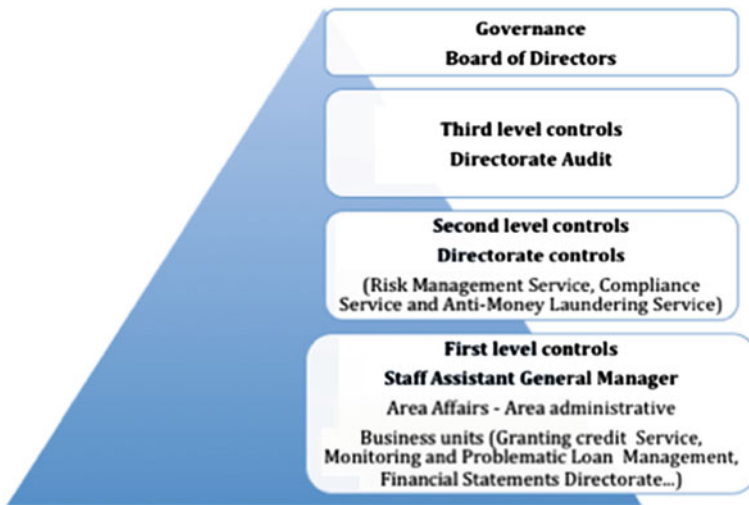 Governance
Board of Directors
Third level controls
Directorate Audit
Second level controls
Directorate controls
(Risk Management Service, Compliance
Service and Anti-Money Laundering Service)
First level controls
Staff Assistant General Manager
Area Affairs - Area administrative
Business units (Granting credit Service,
Monitoring and Problematic Loan Management,
Financial Statements Directorate...)